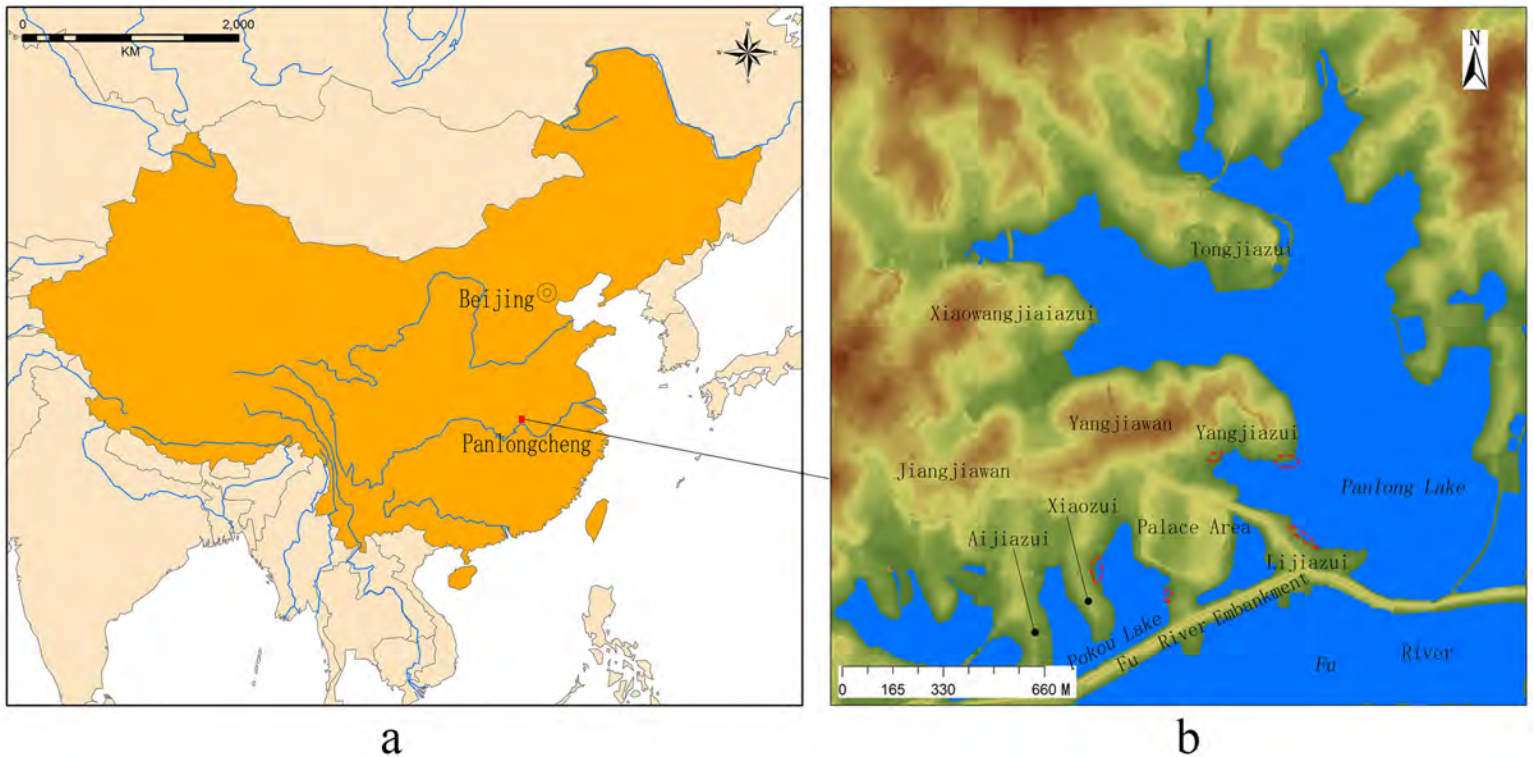 0 2,000
KM
N
W E
S
Beijing
Panlongcheng
a
N
Tongjiazui
Xiaowangjiaiazui
Yangjiawan
Yangjiazui
Jiangjiawan
Panlong Lake
Xiaozui
Palace Area
Aijiazui
Lijiazui
Pokou Lake
Fu River Embankment
Fu River
0 165 330 660 M
b